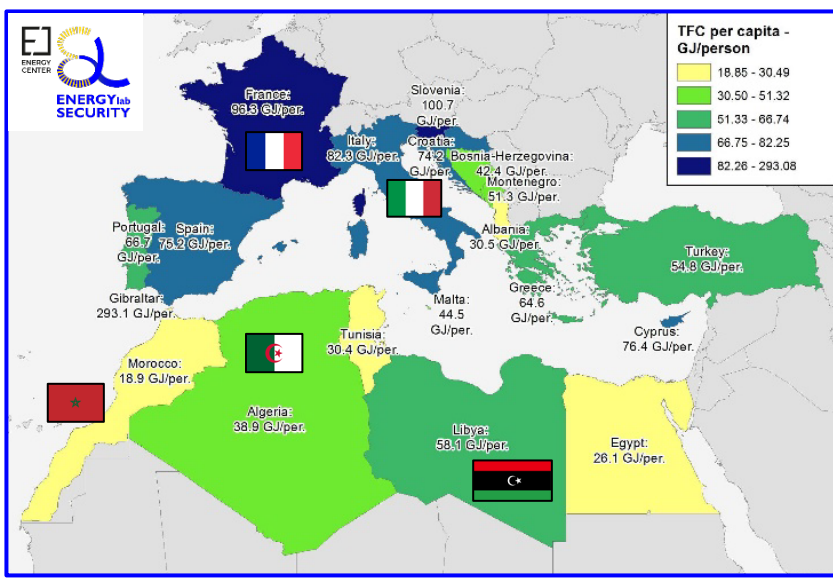 ENERGY
CENTER
ENERGYlab
SECURITY
TFC per capita -
GJ/person
18.85 - 30.49
30.50 - 51.32
51.33 - 66.74
66.75 - 82.25
82.26 - 293.08
France:
96.3 GJ/per.
Slovenia:
100.7
GJ/per.
Italy:
82.3 GJ/per.
Croatia:
74.2
GJ/per.
Bosnia-Herzegovina:
42.4 GJ/per.
Montenegro:
51.3 GJ/per.
Albania:
30.5 GJ/per.
Portugal:
66.7
GJ/per.
Spain:
75.2 GJ/per.
Gibraltar:
293.1 GJ/per.
Turkey:
54.8 GJ/per.
Greece:
64.6
GJ/per.
Malta:
44.5
GJ/per.
Cyprus:
76.4 GJ/per.
Tunisia:
30.4 GJ/per.
Morocco:
18.9 GJ/per.
Algeria:
38.9 GJ/per.
Libya:
58.1 GJ/per.
Egypt:
26.1 GJ/per.